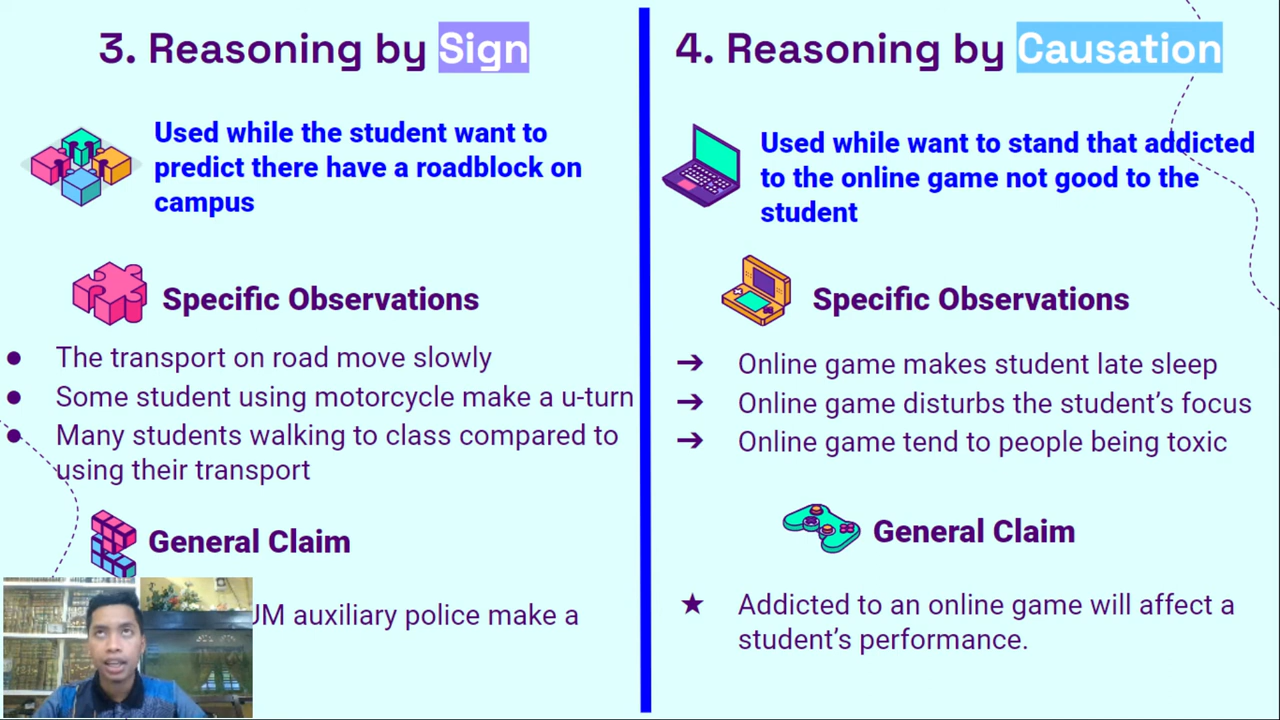 3. Reasoning by Sign
Used while the student want to
predict there have a roadblock on
campus
Specific Observations
● The transport on road move slowly
● Some student using motorcycle make a u-turn
● Many students walking to class compared to
using their transport
General Claim
auxiliary police make a
4. Reasoning by Causation
Used while want to stand that addicted
to the online game not good to the
student
Specific Observations
➔ Online game makes student late sleep
➔ Online game disturbs the student’s focus
➔ Online game tend to people being toxic
General Claim
★ Addicted to an online game will affect a
student’s performance.